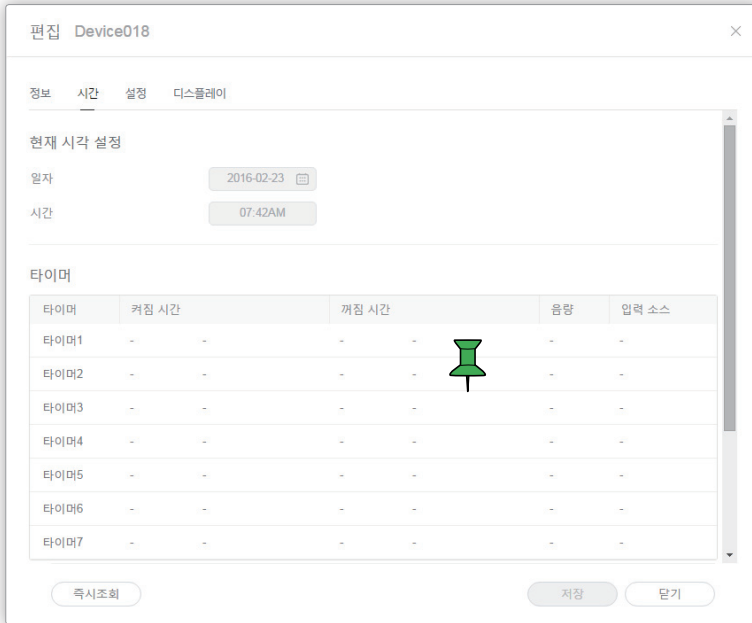 편집 Device018
정보 시간 설정 디스플레이
현재 시각 설정
일자 2016-02-23
시간 07:42AM
타이머
타이머 켜짐 시간 꺼짐 시간 음량 입력 소스
타이머1 - - - - - -
타이머2 - - - - - -
타이머3 - - - - - -
타이머4 - - - - - -
타이머5 - - - - - -
타이머6 - - - - - -
타이머7 - - - - - -
즉시조회 저장 닫기